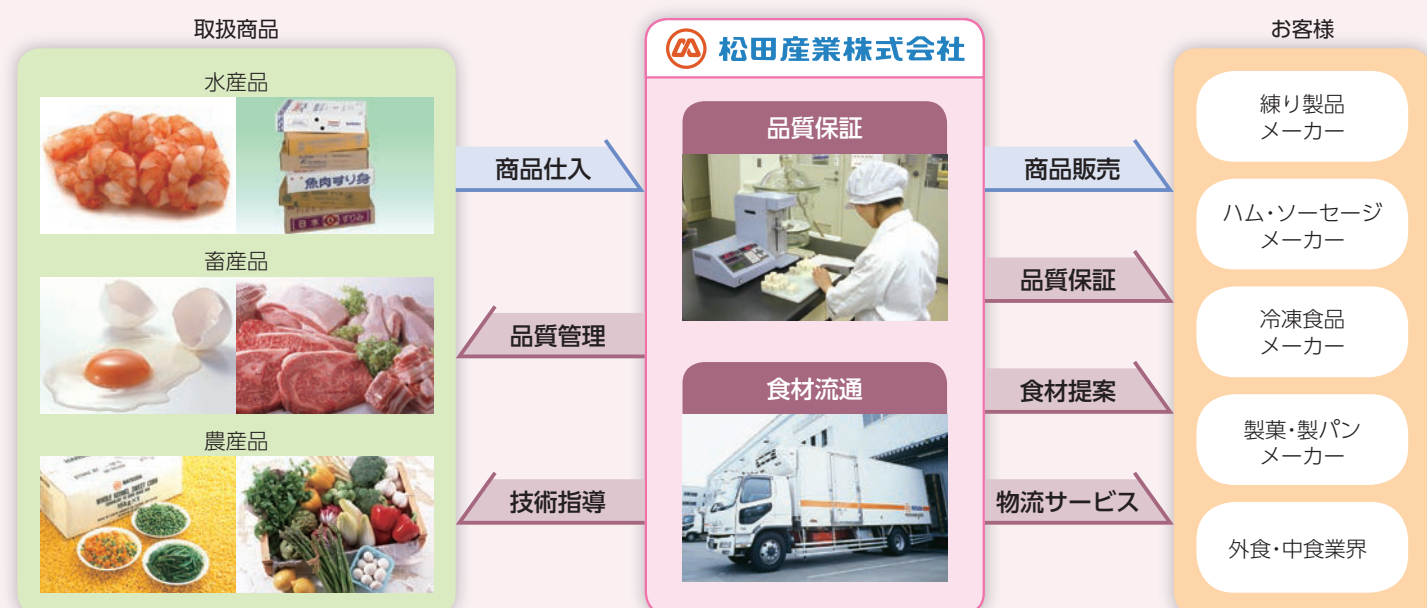 取扱商品
水産品
魚肉すり身
日本すりみ
畜産品
農産品
WHOLE KERNEL SWEET CORN
商品仕入
品質管理
技術指導
松田産業株式会社
品質保証
食材流通
商品販売
品質保証
食材提案
物流サービス
お客様
練り製品
メーカー
ハム・ソーセージ
メーカー
冷凍食品
メーカー
製菓・製パン
メーカー
外食・中食業界